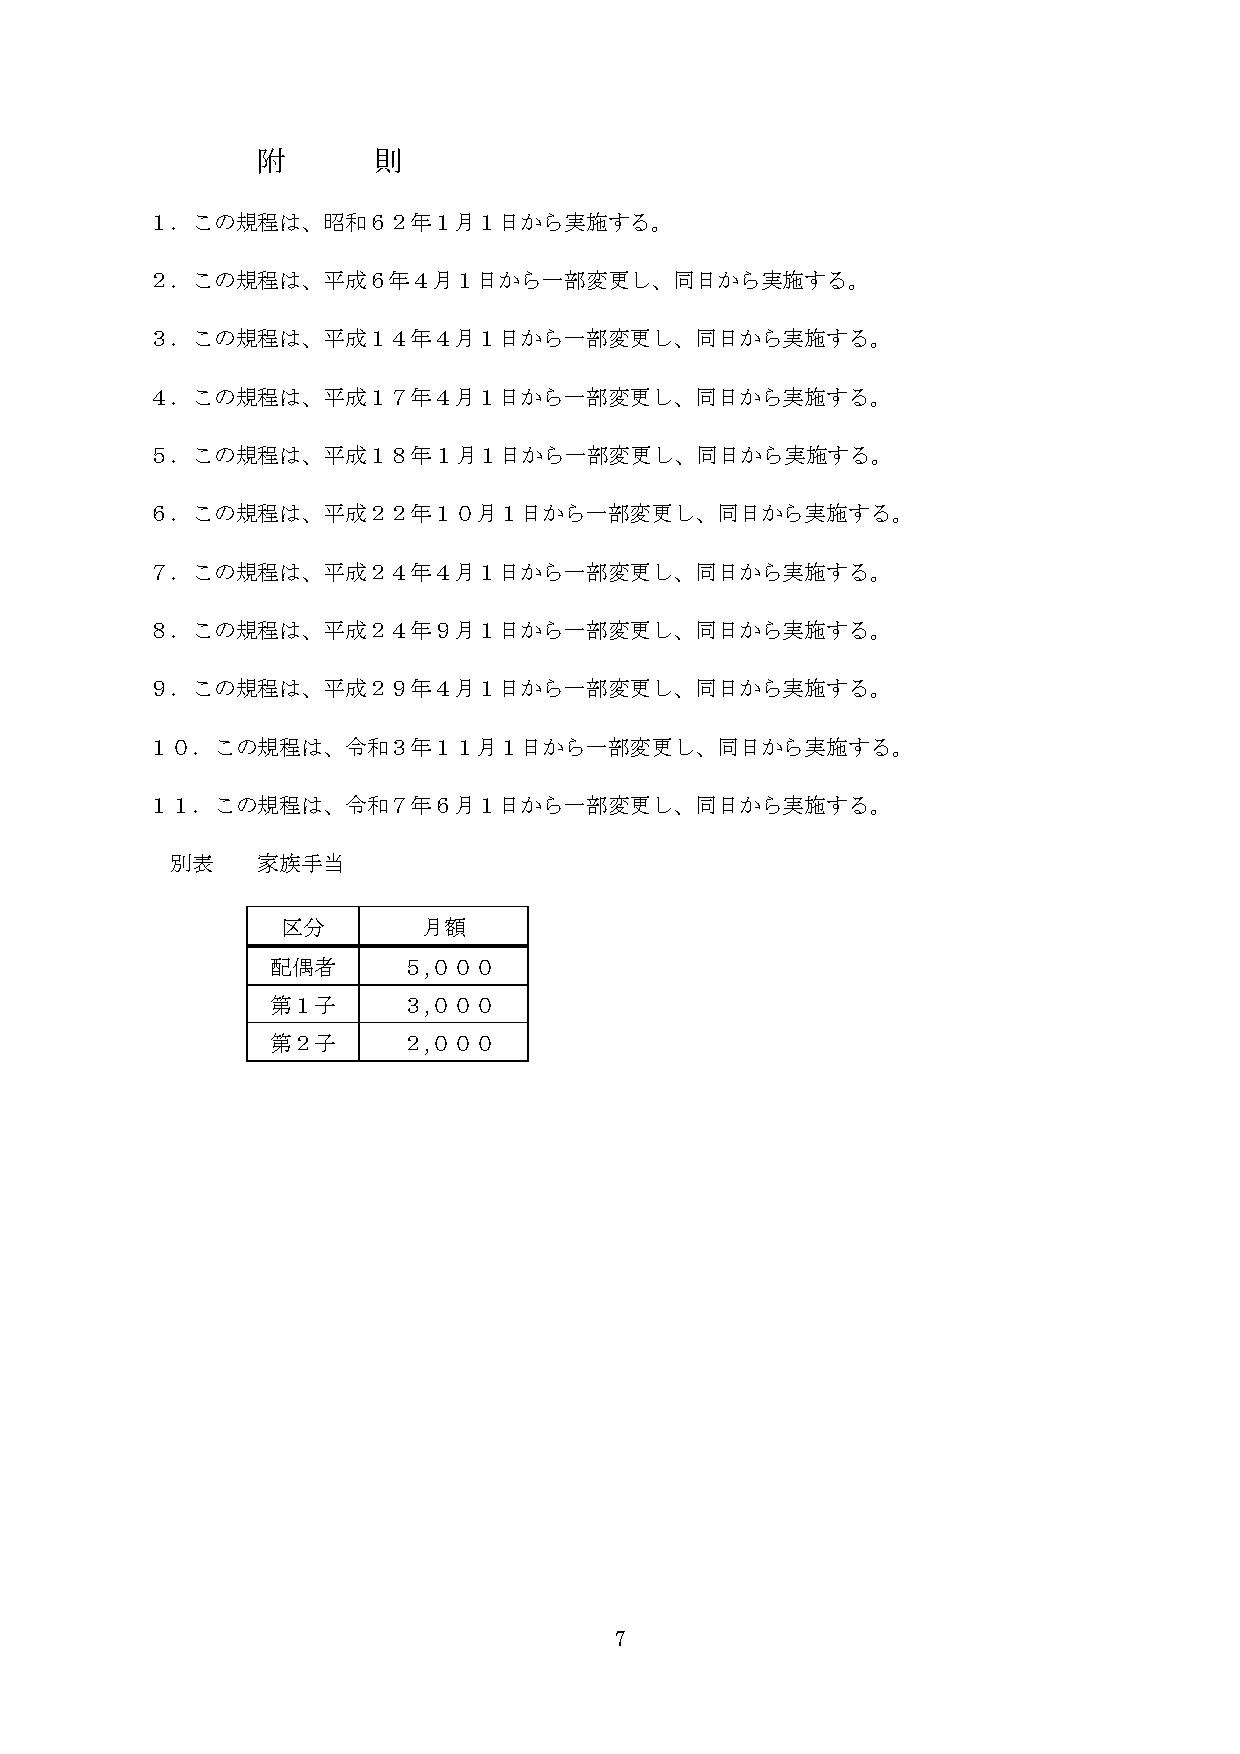 附　　　則
１．この規程は、昭和６２年１月１日から実施する。
２．この規程は、平成６年４月１日から一部変更し、同日から実施する。
３．この規程は、平成１４年４月１日から一部変更し、同日から実施する。
４．この規程は、平成１７年４月１日から一部変更し、同日から実施する。
５．この規程は、平成１８年１月１日から一部変更し、同日から実施する。
６．この規程は、平成２２年１０月１日から一部変更し、同日から実施する。
７．この規程は、平成２４年４月１日から一部変更し、同日から実施する。
８．この規程は、平成２４年９月１日から一部変更し、同日から実施する。
９．この規程は、平成２９年４月１日から一部変更し、同日から実施する。
１０．この規程は、令和３年１１月１日から一部変更し、同日から実施する。
１１．この規程は、令和７年６月１日から一部変更し、同日から実施する。
別表　　家族手当
区分　月額
配偶者　５,０００
第１子　３,０００
第２子　２,０００
7